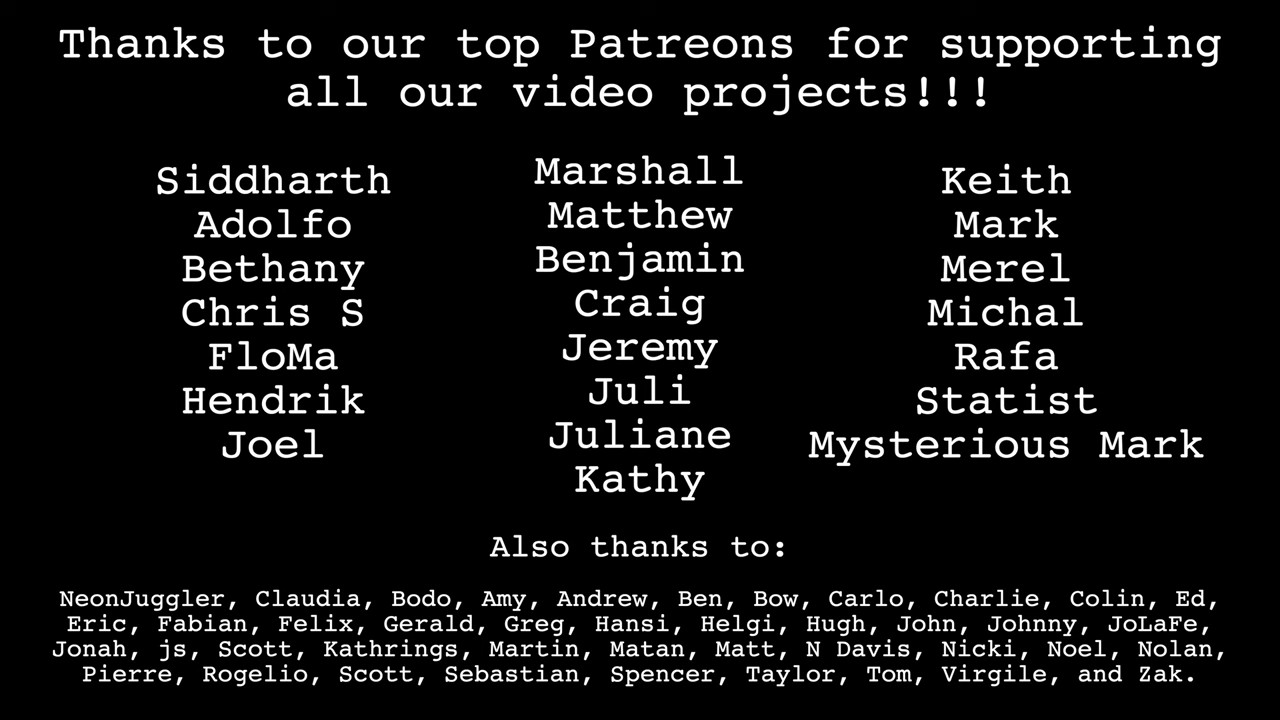 Thanks to our top Patreons for supporting
all our video projects!!!
Siddharth
Adolfo
Bethany
Chris S
FloMa
Hendrik
Joel
Marshall
Matthew
Benjamin
Craig
Jeremy
Juli
Juliane
Kathy
Keith
Mark
Merel
Michal
Rafa
Statist
Mysterious Mark
Also thanks to:
NeonJuggler, Claudia, Bodo, Amy, Andrew, Ben, Bow, Carlo, Charlie, Colin, Ed,
Eric, Fabian, Felix, Gerald, Greg, Hansi, Helgi, Hugh, John, Johnny, JoLaFe,
Jonah, js, Scott, Kathrings, Martin, Matan, Matt, N Davis, Nicki, Noel, Nolan,
Pierre, Rogelio, Scott, Sebastian, Spencer, Taylor, Tom, Virgile, and Zak.